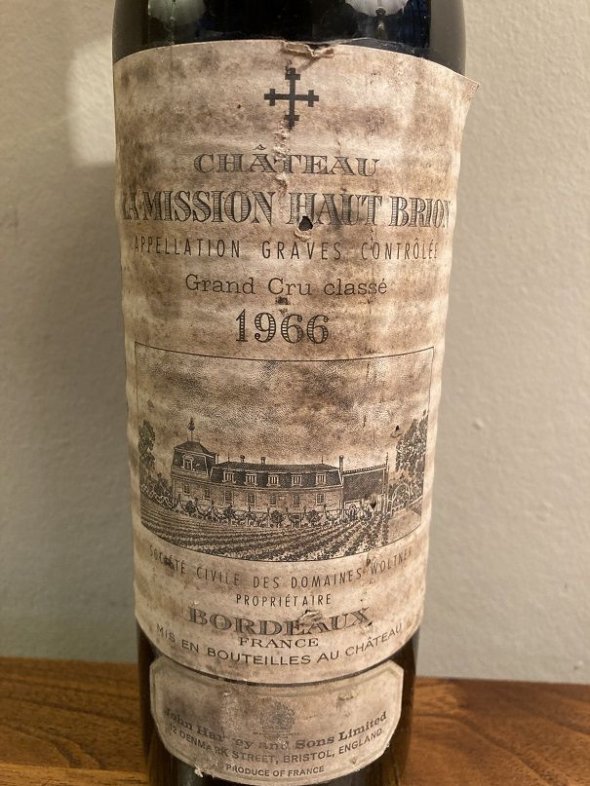 CHÂTEAU
LA MISSION HAUT BRION
APPELLATION GRAVES CONTRÔLÉE
Grand Cru classé
1966
SOCIÉTÉ CIVILE DES DOMAINES WOLTNER
PROPRIÉTAIRE
BORDEAUX
FRANCE
MIS EN BOUTEILLES AU CHÂTEAU
John Harvey and Sons Limited
12 DENMARK STREET, BRISTOL, ENGLAND.
PRODUCE OF FRANCE